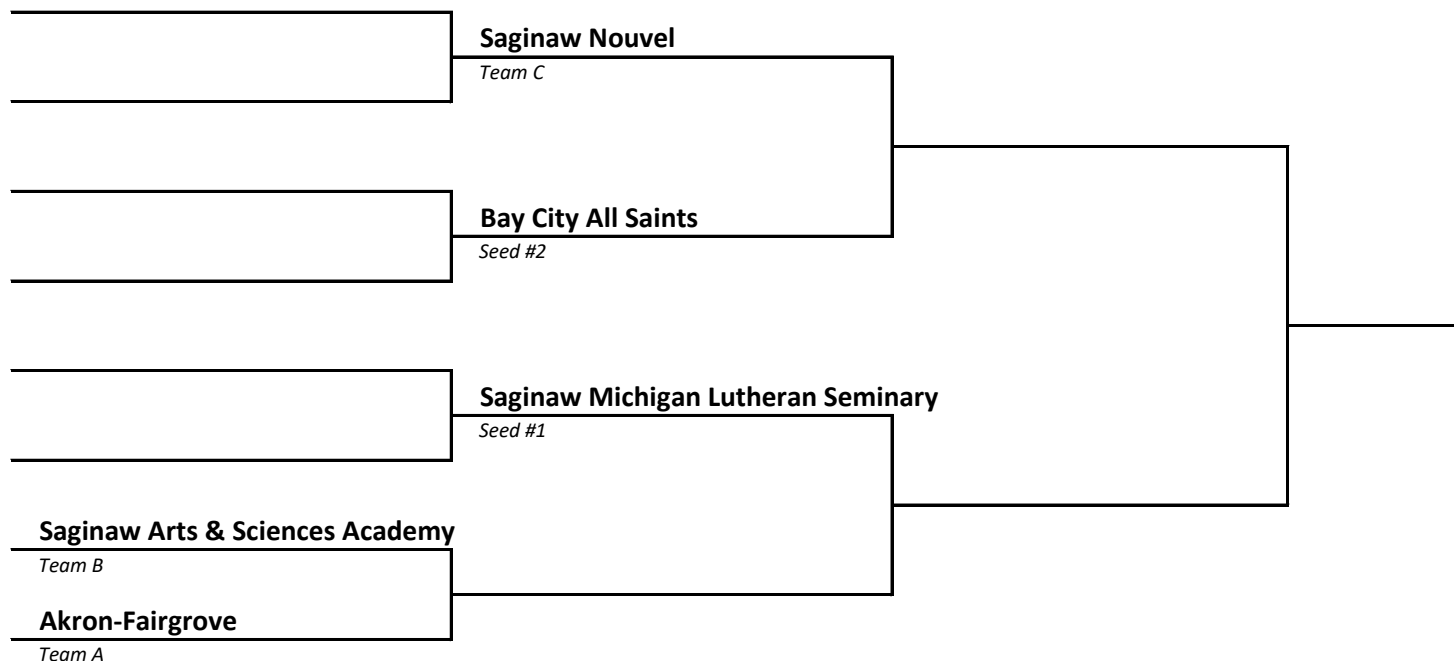 Saginaw Nouvel
Team C
Bay City All Saints
Seed #2
Saginaw Michigan Lutheran Seminary
Seed #1
Saginaw Arts & Sciences Academy
Team B
Akron-Fairgrove
Team A